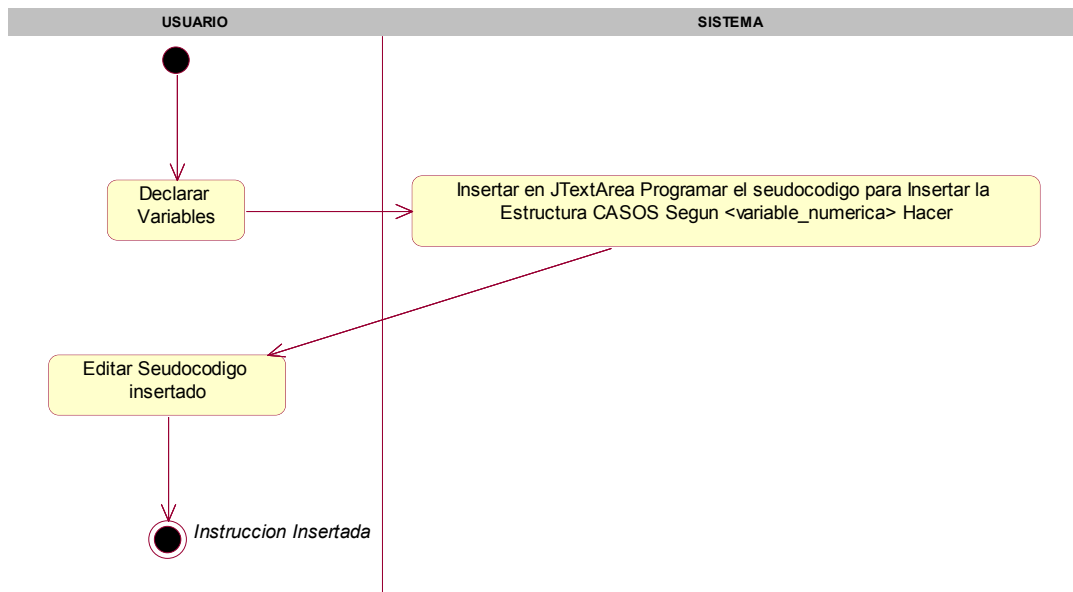 USUARIO
SISTEMA
Declarar
Variables
Insertar en JTextArea Programar el seudocodigo para Insertar la
Estructura CASOS Segun <variable_numerica> Hacer
Editar Seudocodigo
insertado
Instruccion Insertada